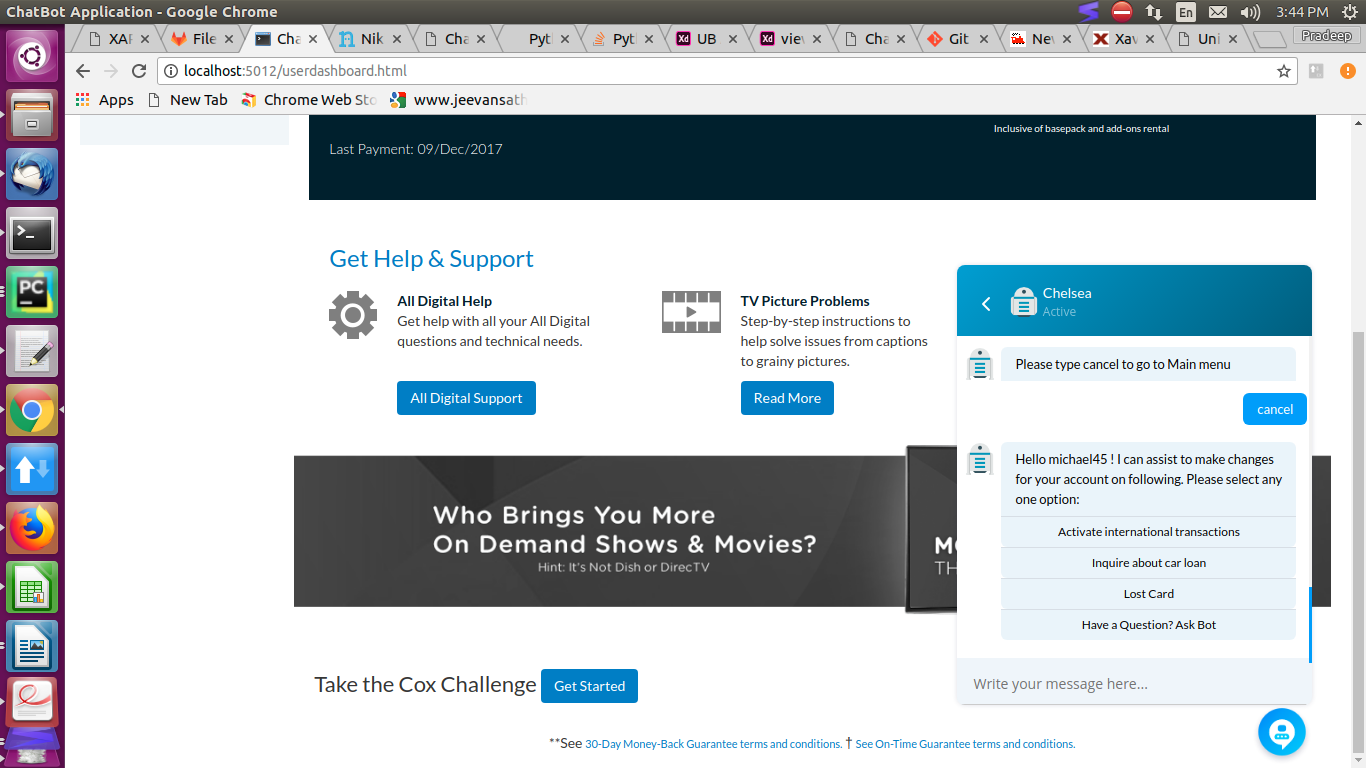 ChatBot Application - Google Chrome
En
3:44 PM
XAF
File
Cha
Nik
Cha
Pyt
Pyt
UB
vie
Cha
Git
Ne
Xa
Uni
Pradeep
localhost:5012/userdashboard.html
Apps
New Tab
Chrome Web Sto
www.jeevansath
Inclusive of basepack and add-ons rental
Last Payment: 09/Dec/2017
Get Help & Support
All Digital Help
Get help with all your All Digital
questions and technical needs.
All Digital Support
TV Picture Problems
Step-by-step instructions to
help solve issues from captions
to grainy pictures.
Read More
Who Brings You More
On Demand Shows & Movies?
Hint: It's Not Dish or DirecTV
MO
TH
Take the Cox Challenge
Get Started
**See 30-Day Money-Back Guarantee terms and conditions. † See On-Time Guarantee terms and conditions.
Chelsea
Active
Please type cancel to go to Main menu
cancel
Hello michael45 ! I can assist to make changes
for your account on following. Please select any
one option:
Activate international transactions
Inquire about car loan
Lost Card
Have a Question? Ask Bot
Write your message here...
PC